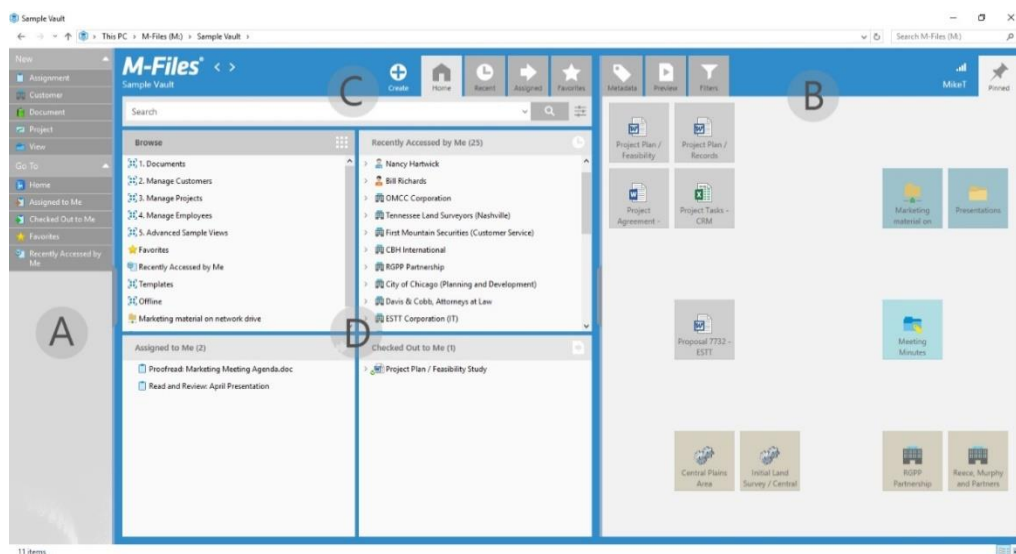 Sample Vault
This PC › M-Files (M:) › Sample Vault ›
Search M-Files (M:)
New
Assignment
Customer
Document
Project
View
Go To
Home
Assigned to Me
Checked Out to Me
Favorites
Recently Accessed by
Me
A
M-Files®
Sample Vault
C
Create
Home
Recent
Assigned
Favorites
Search
Browse
1. Documents
2. Manage Customers
3. Manage Projects
4. Manage Employees
5. Advanced Sample Views
Favorites
Recently Accessed by Me
Templates
Offline
Marketing material on network drive
Recently Accessed by Me (25)
Nancy Hartwick
Bill Richards
OMCC Corporation
Tennessee Land Surveyors (Nashville)
First Mountain Securities (Customer Service)
CBH International
RGPP Partnership
City of Chicago (Planning and Development)
Davis & Cobb, Attorneys at Law
ESTT Corporation (IT)
D
Assigned to Me (2)
Proofread: Marketing Meeting Agenda.doc
Read and Review: April Presentation
Checked Out to Me (1)
Project Plan / Feasibility Study
Metadata
Preview
Filters
B
MikeT
Pinned
Project Plan /
Feasibility
Project Plan /
Records
Project
Agreement -
Project Tasks -
CRM
Marketing
material on
Presentations
Proposal 7732 -
ESTT
Meeting
Minutes
Central Plains
Area
Initial Land
Survey / Central
RGPP
Partnership
Reece, Murphy
and Partners
11 items